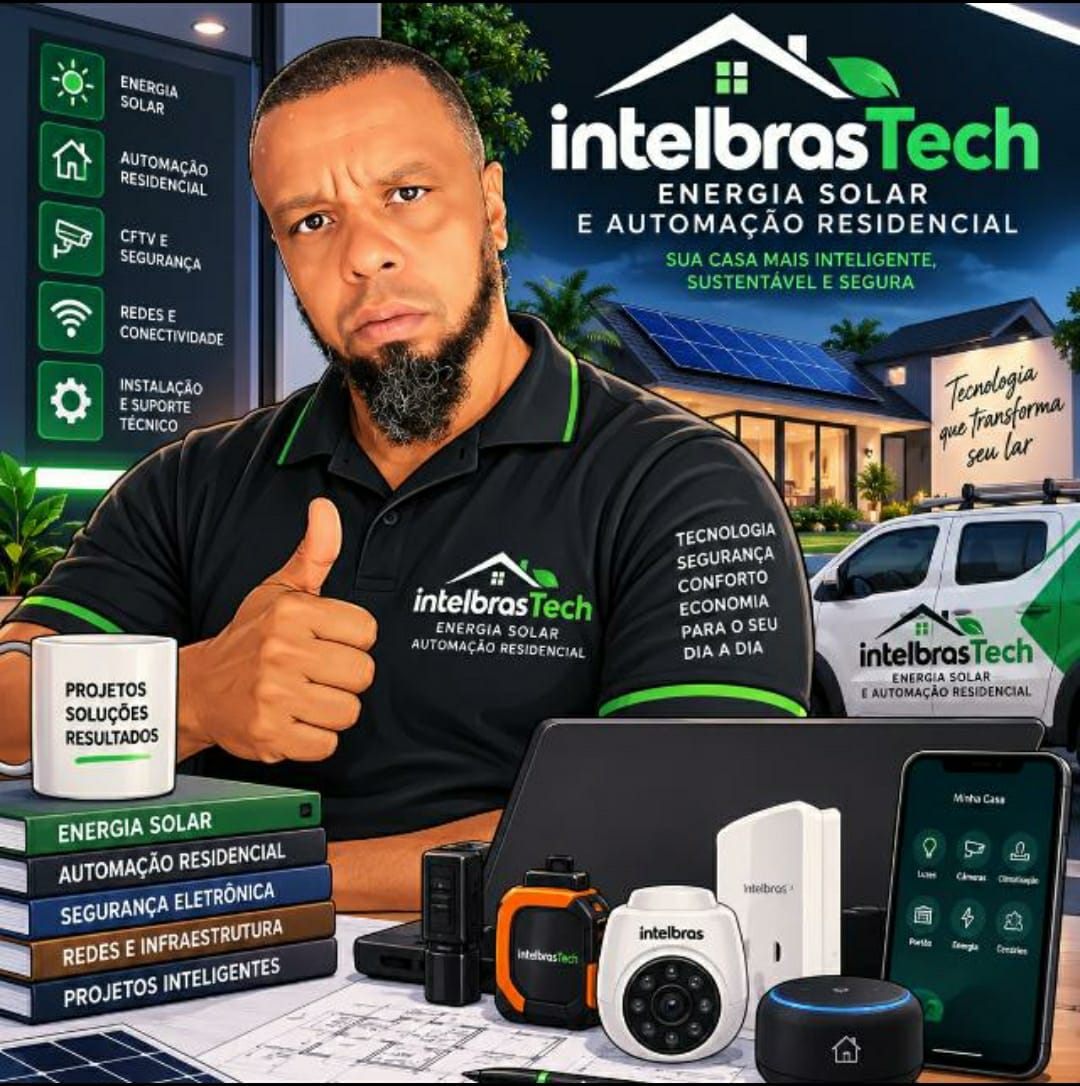 ENERGIA
SOLAR
AUTOMAÇÃO
RESIDENCIAL
CFTV E
SEGURANÇA
REDES E
CONECTIVIDADE
INSTALAÇÃO
E SUPORTE
TÉCNICO
intelbrasTech
ENERGIA SOLAR
E AUTOMAÇÃO RESIDENCIAL
SUA CASA MAIS INTELIGENTE,
SUSTENTÁVEL E SEGURA
Tecnologia
que transforma
seu lar
intelbrasTech
ENERGIA SOLAR
AUTOMAÇÃO RESIDENCIAL
TECNOLOGIA
SEGURANÇA
CONFORTO
ECONOMIA
PARA O SEU
DIA A DIA
intelbrasTech
ENERGIA SOLAR
E AUTOMAÇÃO RESIDENCIAL
PROJETOS
SOLUÇÕES
RESULTADOS
ENERGIA SOLAR
AUTOMAÇÃO RESIDENCIAL
SEGURANÇA ELETRÔNICA
REDES E INFRAESTRUTURA
PROJETOS INTELIGENTES
intelbrasTech
intelbras
intelbras
Minha Casa
Luzes
Câmeras
Climatização
Portão
Energia
Cenários